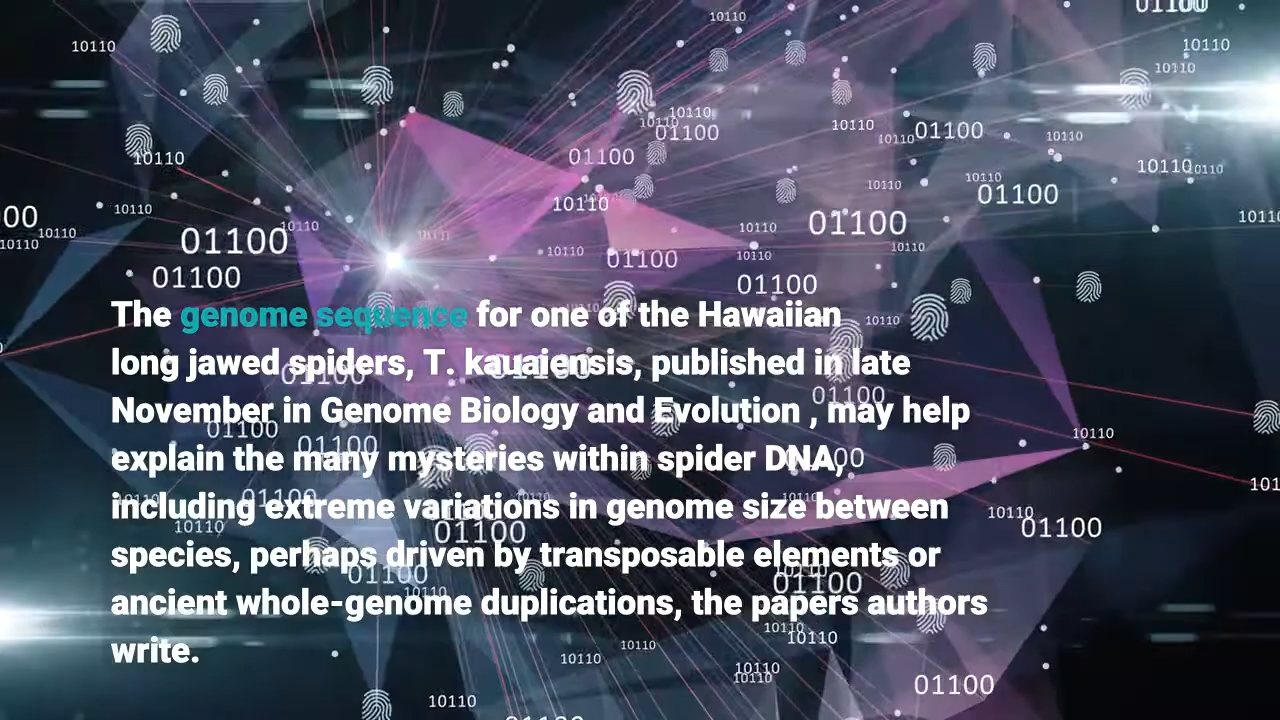 The genome sequence for one of the Hawaiian
long jawed spiders, T. kauaiensis, published in late
November in Genome Biology and Evolution , may help
explain the many mysteries within spider DNA,
including extreme variations in genome size between
species, perhaps driven by transposable elements or
ancient whole-genome duplications, the papers authors
write.